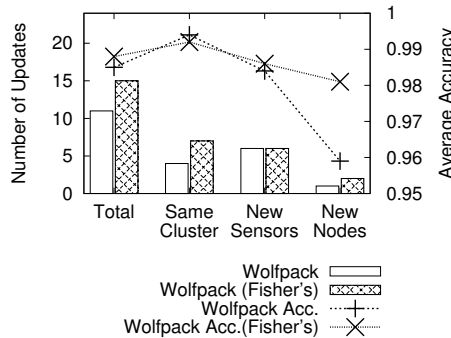 Number of Updates
20
15
10
5
0
1
0.99
0.98
0.97
0.96
0.95
Average Accuracy
Total Same New New
Cluster Sensors Nodes
Wolfpack
Wolfpack (Fisher's)
Wolfpack Acc.
Wolfpack Acc.(Fisher's)